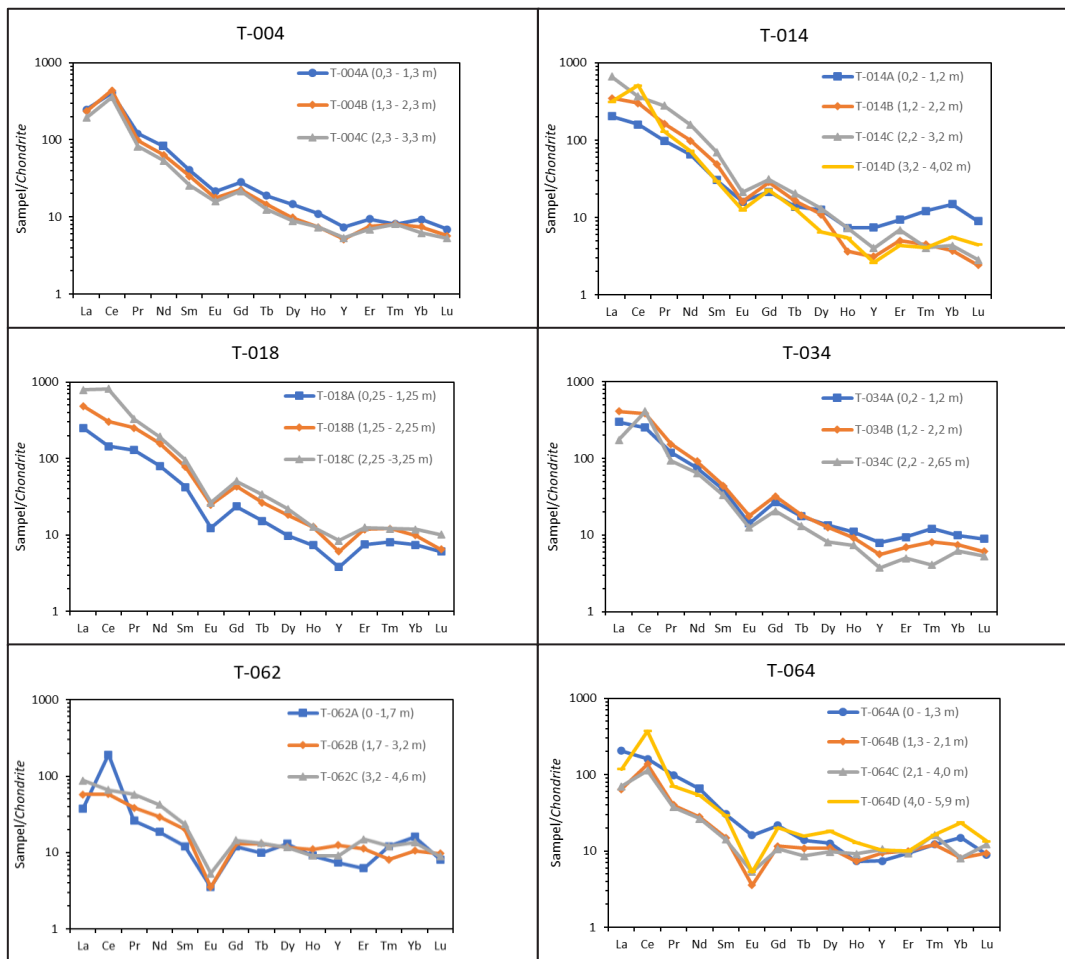 T-004
1000
100
10
1
Sampel/Chondrite
La Ce Pr Nd Sm Eu Gd Tb Dy Ho Y Er Tm Yb Lu
T-004A (0,3 - 1,3 m)
T-004B (1,3 - 2,3 m)
T-004C (2,3 - 3,3 m)
T-014
1000
100
10
1
Sampel/Chondrite
La Ce Pr Nd Sm Eu Gd Tb Dy Ho Y Er Tm Yb Lu
T-014A (0,2 - 1,2 m)
T-014B (1,2 - 2,2 m)
T-014C (2,2 - 3,2 m)
T-014D (3,2 - 4,02 m)
T-018
1000
100
10
1
Sampel/Chondrite
La Ce Pr Nd Sm Eu Gd Tb Dy Ho Y Er Tm Yb Lu
T-018A (0,25 - 1,25 m)
T-018B (1,25 - 2,25 m)
T-018C (2,25 -3,25 m)
T-034
1000
100
10
1
Sampel/Chondrite
La Ce Pr Nd Sm Eu Gd Tb Dy Ho Y Er Tm Yb Lu
T-034A (0,2 - 1,2 m)
T-034B (1,2 - 2,2 m)
T-034C (2,2 - 2,65 m)
T-062
1000
100
10
1
Sampel/Chondrite
La Ce Pr Nd Sm Eu Gd Tb Dy Ho Y Er Tm Yb Lu
T-062A (0 -1,7 m)
T-062B (1,7 - 3,2 m)
T-062C (3,2 - 4,6 m)
T-064
1000
100
10
1
Sampel/Chondrite
La Ce Pr Nd Sm Eu Gd Tb Dy Ho Y Er Tm Yb Lu
T-064A (0 - 1,3 m)
T-064B (1,3 - 2,1 m)
T-064C (2,1 - 4,0 m)
T-064D (4,0 - 5,9 m)